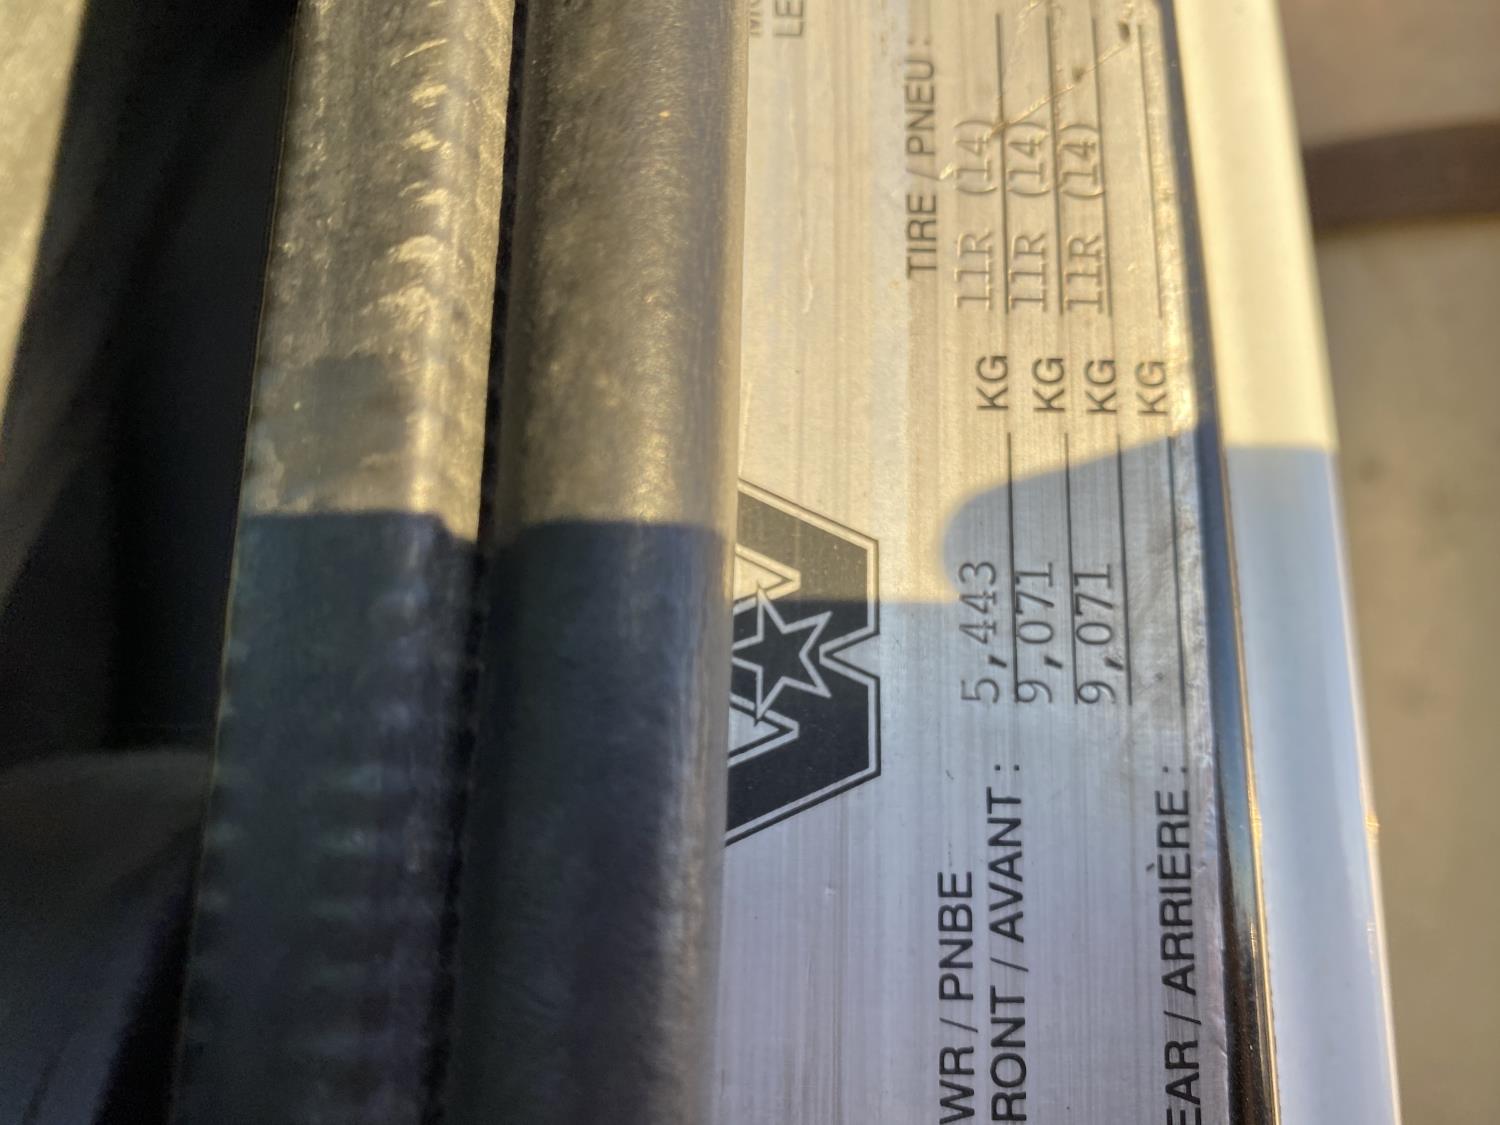 LE
TIRE / PNEU :
WR / PNBE
RONT / AVANT : 5,443 KG 11R (14)
9,071 KG 11R (14)
9,071 KG 11R (14)
EAR / ARRIÈRE : KG